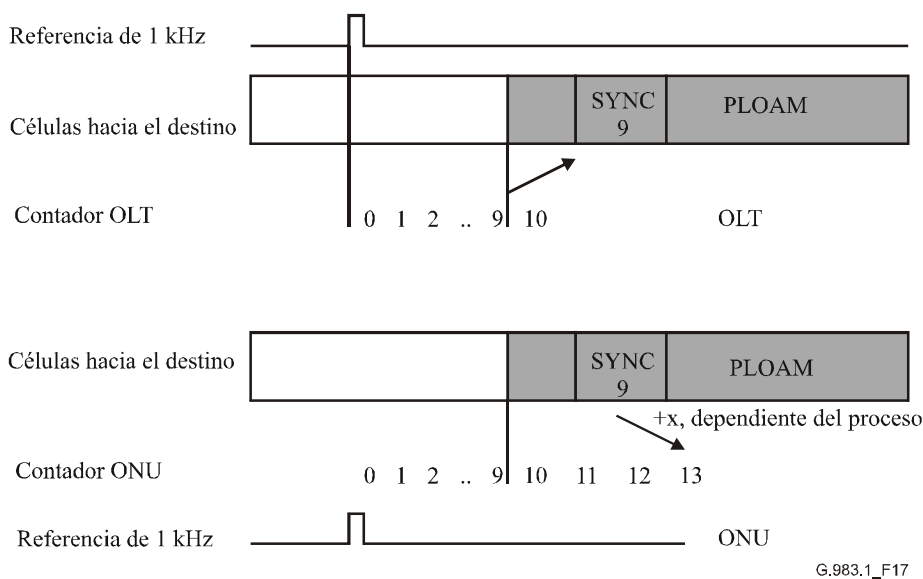 Referencia de 1 kHz
Células hacia el destino
SYNC
9
PLOAM
Contador OLT
0 1 2 .. 9 10
OLT
Células hacia el destino
SYNC
9
PLOAM
+x, dependiente del proceso
Contador ONU
0 1 2 .. 9 10 11 12 13
Referencia de 1 kHz
ONU
G.983.1_F17